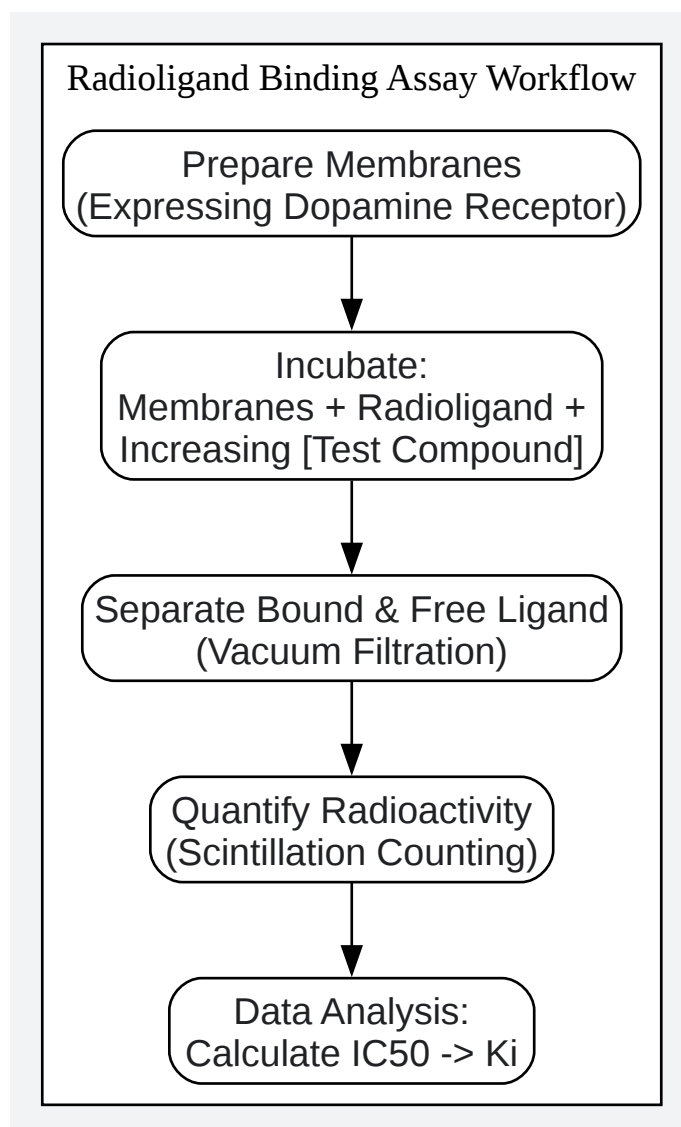 Radioligand Binding Assay Workflow
Prepare Membranes
(Expressing Dopamine Receptor)
Incubate:
Membranes + Radioligand +
Increasing [Test Compound]
Separate Bound & Free Ligand
(Vacuum Filtration)
Quantify Radioactivity
(Scintillation Counting)
Data Analysis:
Calculate IC50 -> Ki